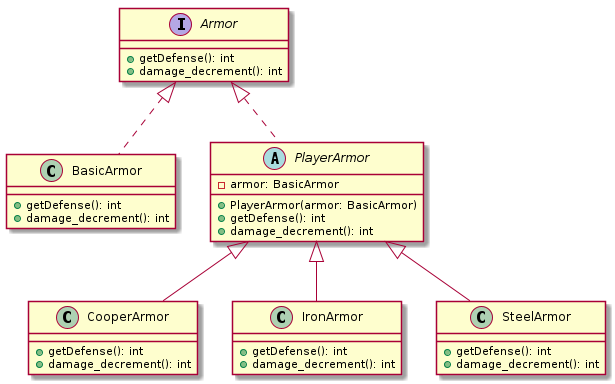 I Armor
getDefense(): int
damage_decrement(): int
C BasicArmor
getDefense(): int
damage_decrement(): int
A PlayerArmor
armor: BasicArmor
PlayerArmor(armor: BasicArmor)
getDefense(): int
damage_decrement(): int
C CooperArmor
getDefense(): int
damage_decrement(): int
C IronArmor
getDefense(): int
damage_decrement(): int
C SteelArmor
getDefense(): int
damage_decrement(): int